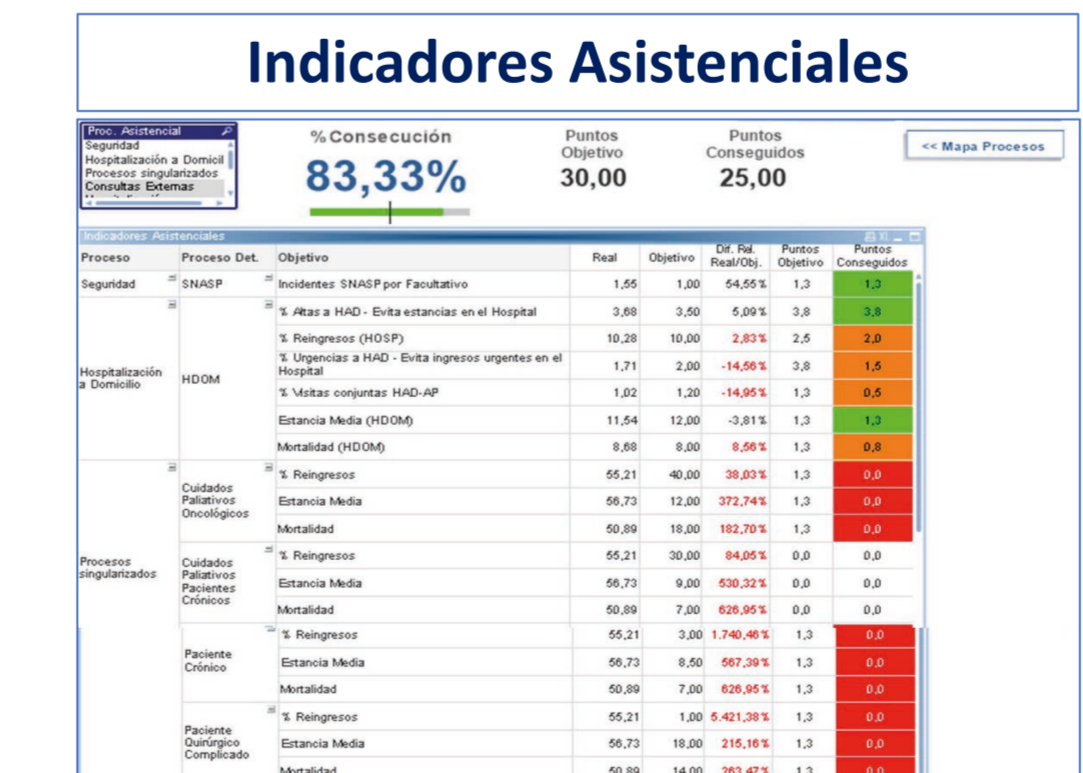 Indicadores Asistenciales
Proc. Asistencial
Seguridad
Hospitalización a Domicil
Procesos singularizados
Consultas Externas
% Consecución
83,33%
Puntos
Objetivo
30,00
Puntos
Conseguidos
25,00
<< Mapa Procesos
Indicadores Asistenciales
Proceso Proceso Det. Objetivo Real Objetivo Dif. Rel. Real/Obj. Puntos Objetivo Puntos Conseguidos
Seguridad SNASP Incidentes SNASP por Facultativo 1,55 1,00 54,55% 1,3 1,3
Hospitalización
a Domicilio
HDOM
% Altas a HAD - Evita estancias en el Hospital 3,68 3,50 5,09% 3,8 3,8
% Reingresos (HOSP) 10,28 10,00 2,83% 2,5 2,0
% Urgencias a HAD - Evita ingresos urgentes en el
Hospital 1,71 2,00 -14,56% 3,8 1,5
% Visitas conjuntas HAD-AP 1,02 1,20 -14,95% 1,3 0,5
Estancia Media (HDOM) 11,54 12,00 -3,81% 1,3 1,3
Mortalidad (HDOM) 8,68 8,00 8,56% 1,3 0,8
Procesos
singularizados
Cuidados
Paliativos
Oncológicos
% Reingresos 55,21 40,00 38,03% 1,3 0,0
Estancia Media 56,73 12,00 372,74% 1,3 0,0
Mortalidad 50,89 18,00 182,70% 1,3 0,0
Cuidados
Paliativos
Pacientes
Crónicos
% Reingresos 55,21 30,00 84,05% 0,0 0,0
Estancia Media 56,73 9,00 530,32% 0,0 0,0
Mortalidad 50,89 7,00 626,95% 0,0 0,0
Paciente
Crónico
% Reingresos 55,21 3,00 1.740,46% 1,3 0,0
Estancia Media 56,73 8,50 567,39% 1,3 0,0
Mortalidad 50,89 7,00 626,95% 1,3 0,0
Paciente
Quirúrgico
Complicado
% Reingresos 55,21 1,00 5.421,38% 1,3 0,0
Estancia Media 56,73 18,00 215,16% 1,3 0,0
Mortalidad 50,89 14,00 263,47% 1,3 0,0